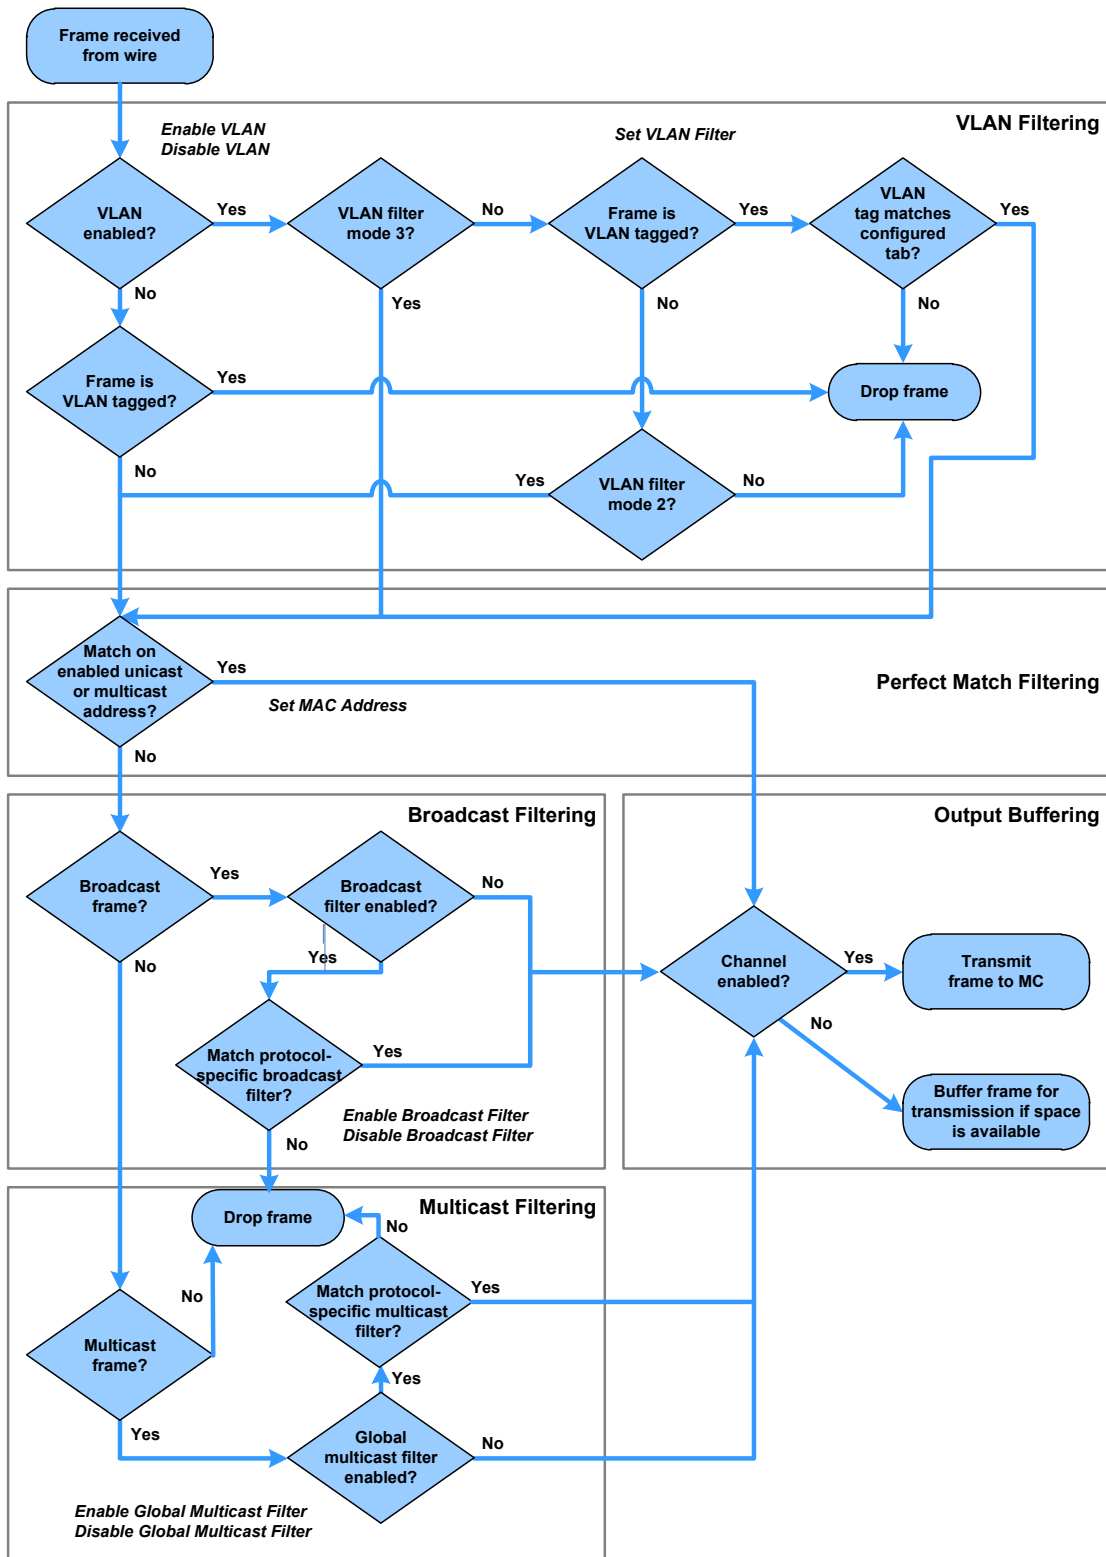 Frame received
from wire
VLAN Filtering
Enable VLAN
Disable VLAN
Set VLAN Filter
VLAN
enabled?
Yes
VLAN filter
mode 3?
No
Frame is
VLAN tagged?
Yes
VLAN
tag matches
configured
tab?
Yes
No
Yes
No
No
Frame is
VLAN tagged?
Yes
Drop frame
No
Yes
VLAN filter
mode 2?
No
Match on
enabled unicast
or multicast
address?
Yes
Set MAC Address
Perfect Match Filtering
No
Broadcast Filtering
Output Buffering
Broadcast
frame?
Yes
Broadcast
filter enabled?
No
No
Yes
Channel
enabled?
Yes
Transmit
frame to MC
No
Match protocol-
specific broadcast
filter?
Yes
Buffer frame for
transmission if space
is available
Enable Broadcast Filter
Disable Broadcast Filter
No
Multicast Filtering
Drop frame
No
No
Match protocol-
specific multicast
filter?
Yes
Multicast
frame?
Yes
Yes
Global
multicast filter
enabled?
No
Enable Global Multicast Filter
Disable Global Multicast Filter